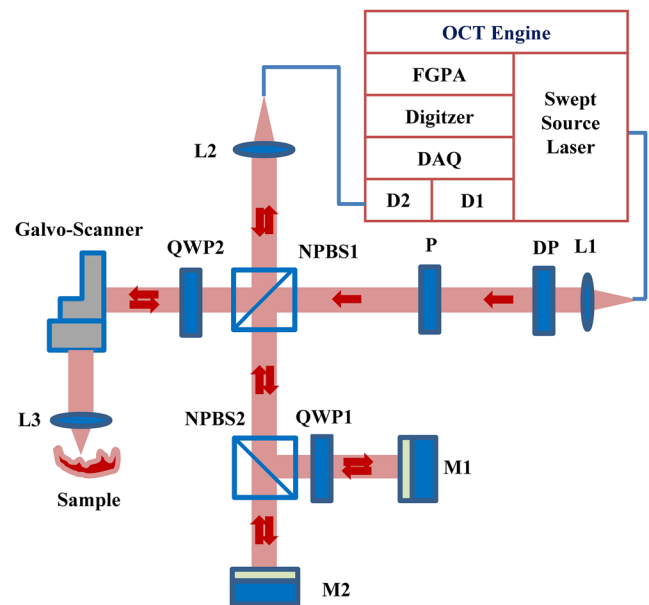 OCT Engine
FGPA
Digitzer
DAQ
D2
D1
Swept
Source
Laser
L2
Galvo-Scanner
QWP2
NPBS1
P
DP
L1
L3
NPBS2
QWP1
M1
Sample
M2